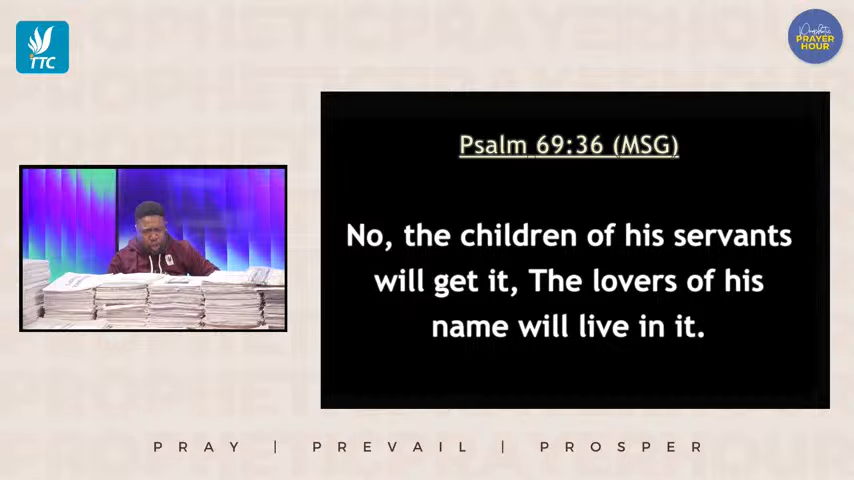 TTC
Prophetic
PRAYER
HOUR
Psalm 69:36 (MSG)
No, the children of his servants
will get it, The lovers of his
name will live in it.
PRAY | PREVAIL | PROSPER